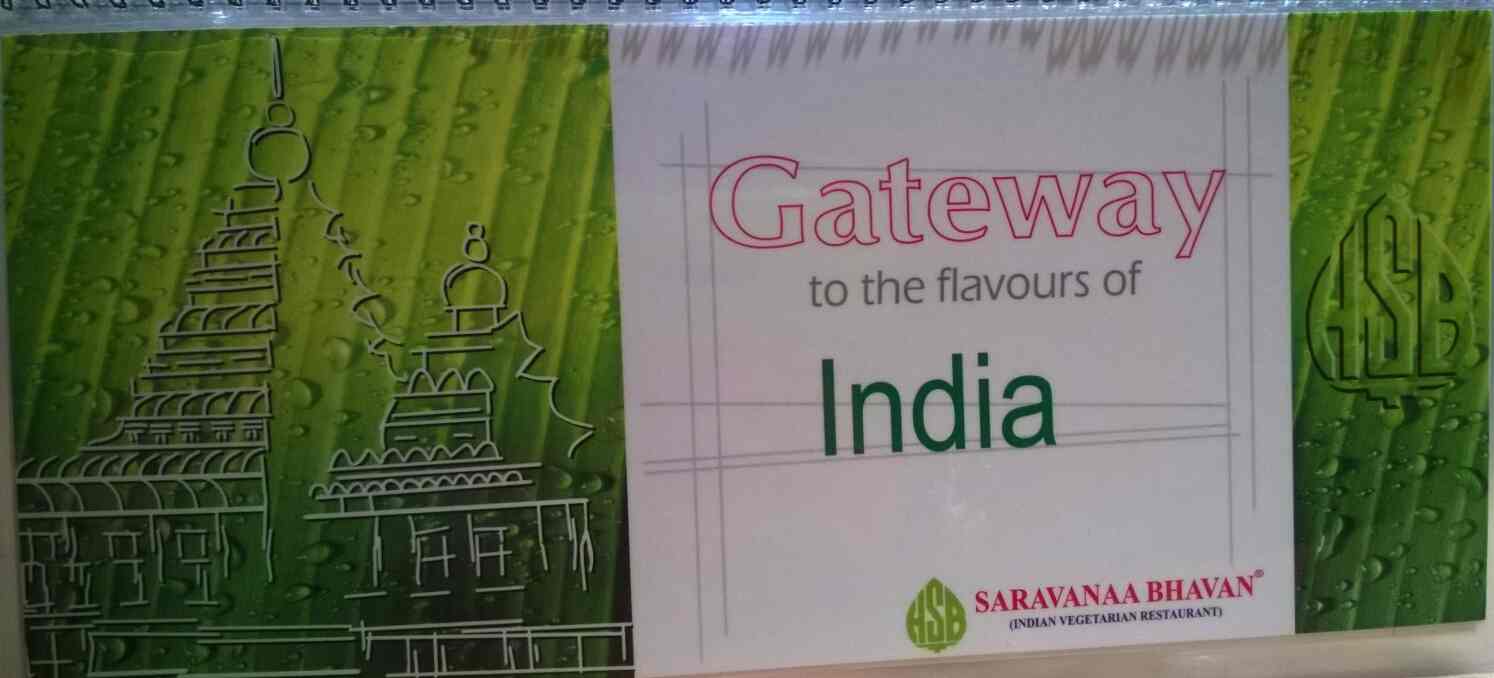 Gateway
to the flavours of
India
HSB
HSB
SARAVANAA BHAVAN®
(INDIAN VEGETARIAN RESTAURANT)